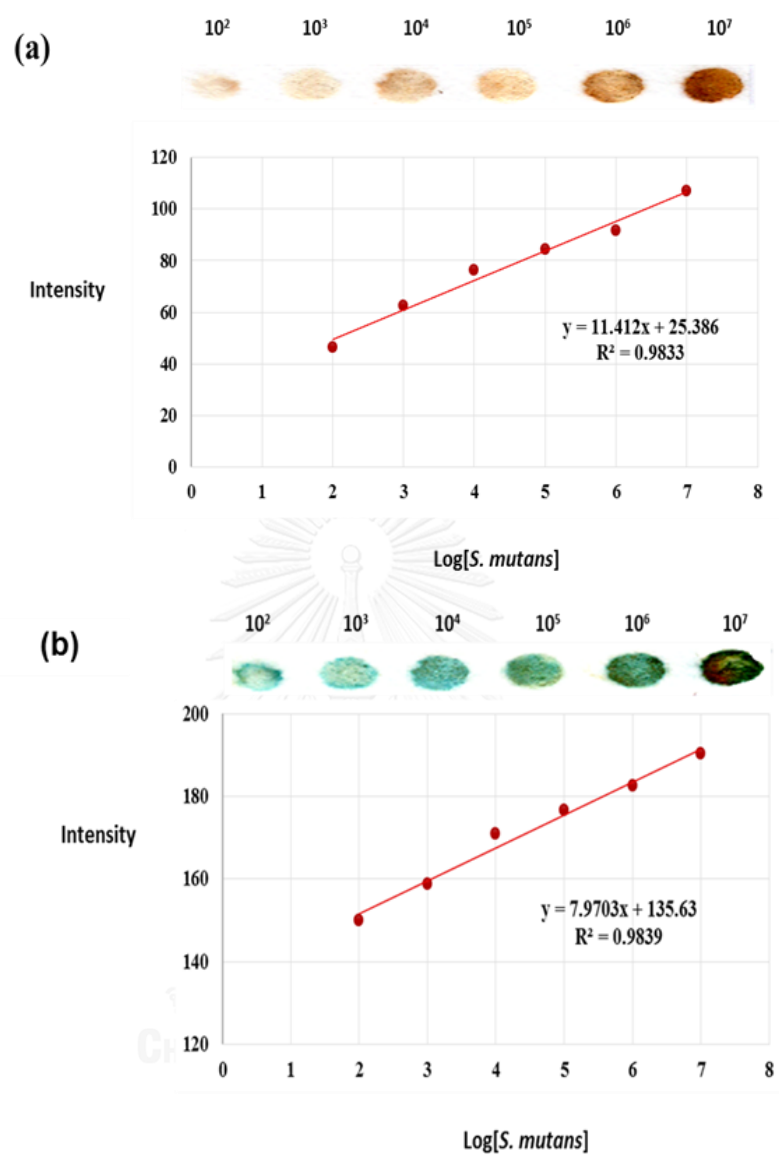 (a)
10² 10³ 10⁴ 10⁵ 10⁶ 10⁷
120
100
80
60
40
20
0
Intensity
y = 11.412x + 25.386
R² = 0.9833
0 1 2 3 4 5 6 7 8
Log[S. mutans]
(b)
10² 10³ 10⁴ 10⁵ 10⁶ 10⁷
200
180
160
140
120
Intensity
y = 7.9703x + 135.63
R² = 0.9839
0 1 2 3 4 5 6 7 8
Log[S. mutans]